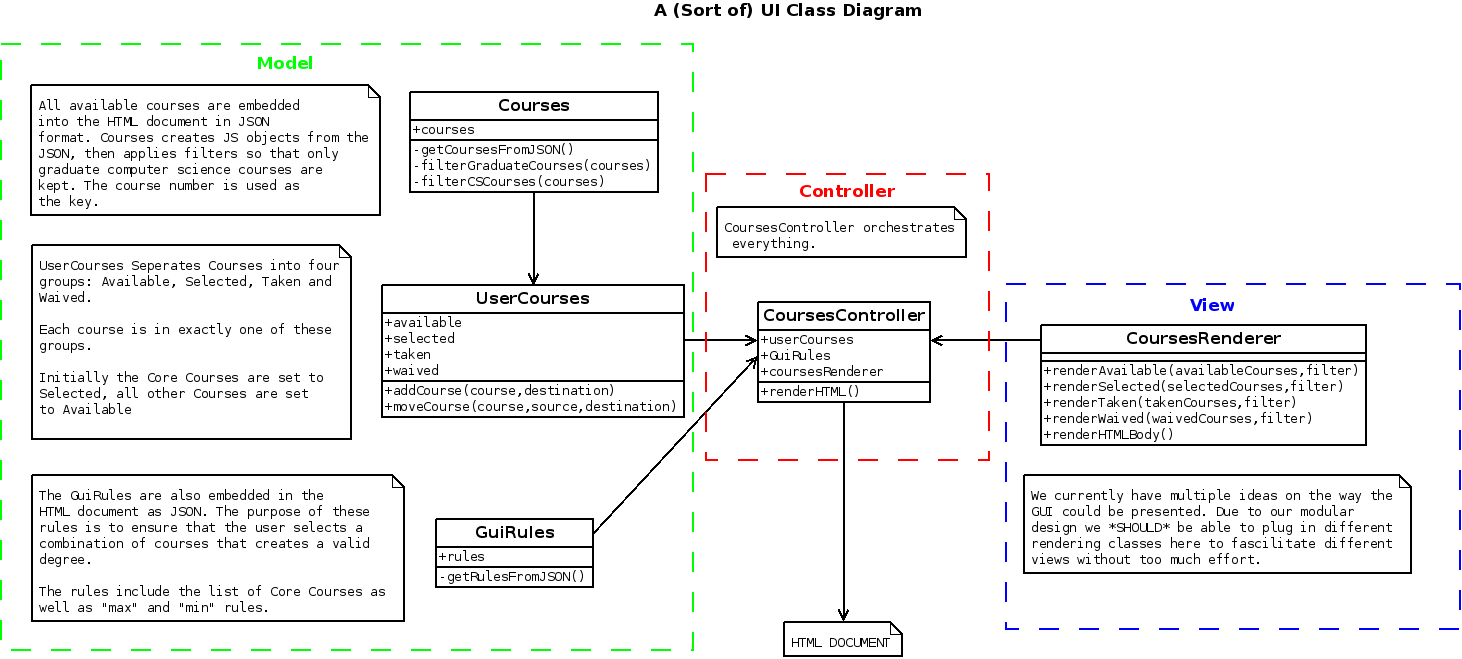 A (Sort of) UI Class Diagram
Model
All available courses are embedded
into the HTML document in JSON
format. Courses creates JS objects from the
JSON, then applies filters so that only
graduate computer science courses are
kept. The course number is used as
the key.
Courses
+courses
-getCoursesFromJSON()
-filterGraduateCourses(courses)
-filterCSCourses(courses)
UserCourses Seperates Courses into four
groups: Available, Selected, Taken and
Waived.
Each course is in exactly one of these
groups.
Initially the Core Courses are set to
Selected, all other Courses are set
to Available
UserCourses
+available
+selected
+taken
+waived
+addCourse(course,destination)
+moveCourse(course,source,destination)
The GuiRules are also embedded in the
HTML document as JSON. The purpose of these
rules is to ensure that the user selects a
combination of courses that creates a valid
degree.
The rules include the list of Core Courses as
well as "max" and "min" rules.
GuiRules
+rules
-getRulesFromJSON()
Controller
CoursesController orchestrates
everything.
CoursesController
+userCourses
+GuiRules
+coursesRenderer
+renderHTML()
HTML DOCUMENT
View
CoursesRenderer
+renderAvailable(availableCourses,filter)
+renderSelected(selectedCourses,filter)
+renderTaken(takenCourses,filter)
+renderWaived(waivedCourses,filter)
+renderHTMLBody()
We currently have multiple ideas on the way the
GUI could be presented. Due to our modular
design we *SHOULD* be able to plug in different
rendering classes here to fascilitate different
views without too much effort.